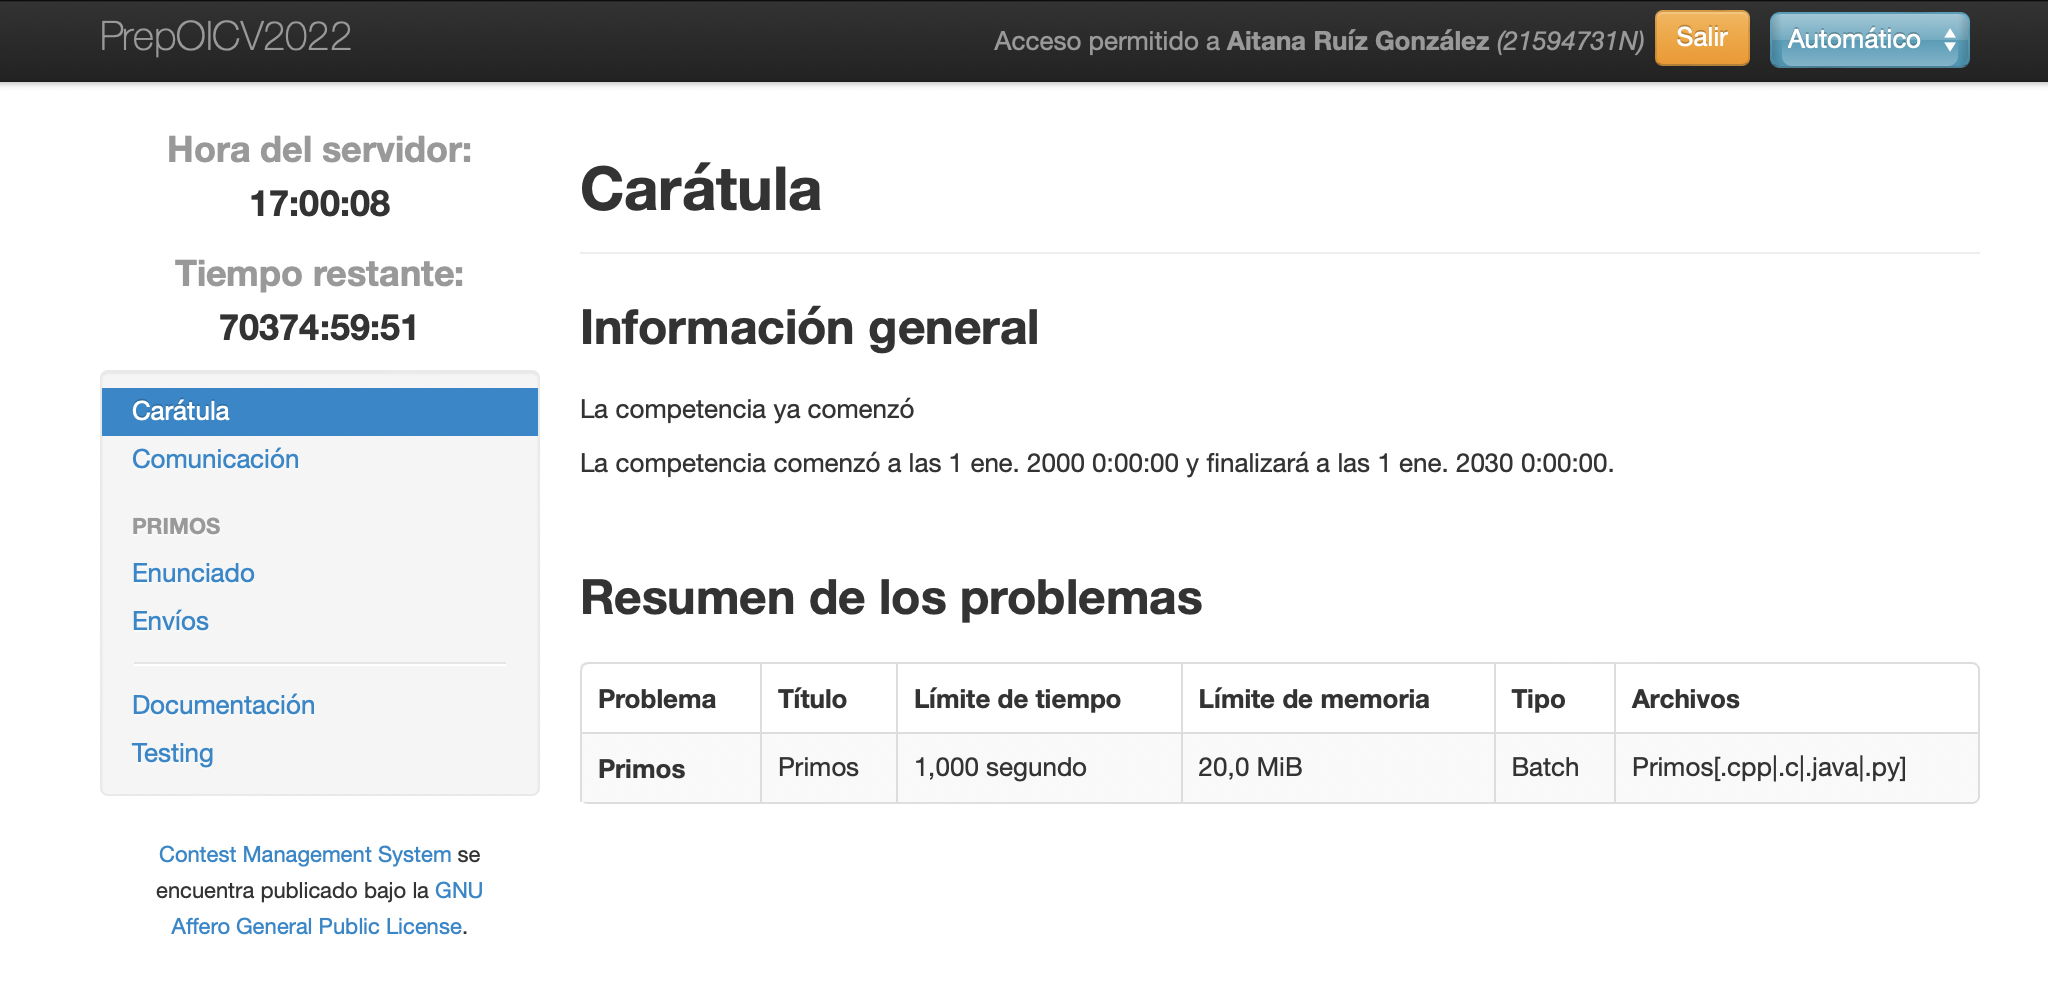 PrepOICV2022
Acceso permitido a Aitana Ruíz González (21594731N)
Salir
Automático
Hora del servidor:
17:00:08
Tiempo restante:
70374:59:51
Carátula
Comunicación
PRIMOS
Enunciado
Envíos
Documentación
Testing
Contest Management System se
encuentra publicado bajo la GNU
Affero General Public License.
Carátula
Información general
La competencia ya comenzó
La competencia comenzó a las 1 ene. 2000 0:00:00 y finalizará a las 1 ene. 2030 0:00:00.
Resumen de los problemas
Problema Título Límite de tiempo Límite de memoria Tipo Archivos
Primos Primos 1,000 segundo 20,0 MiB Batch Primos[.cpp|.c|.java|.py]